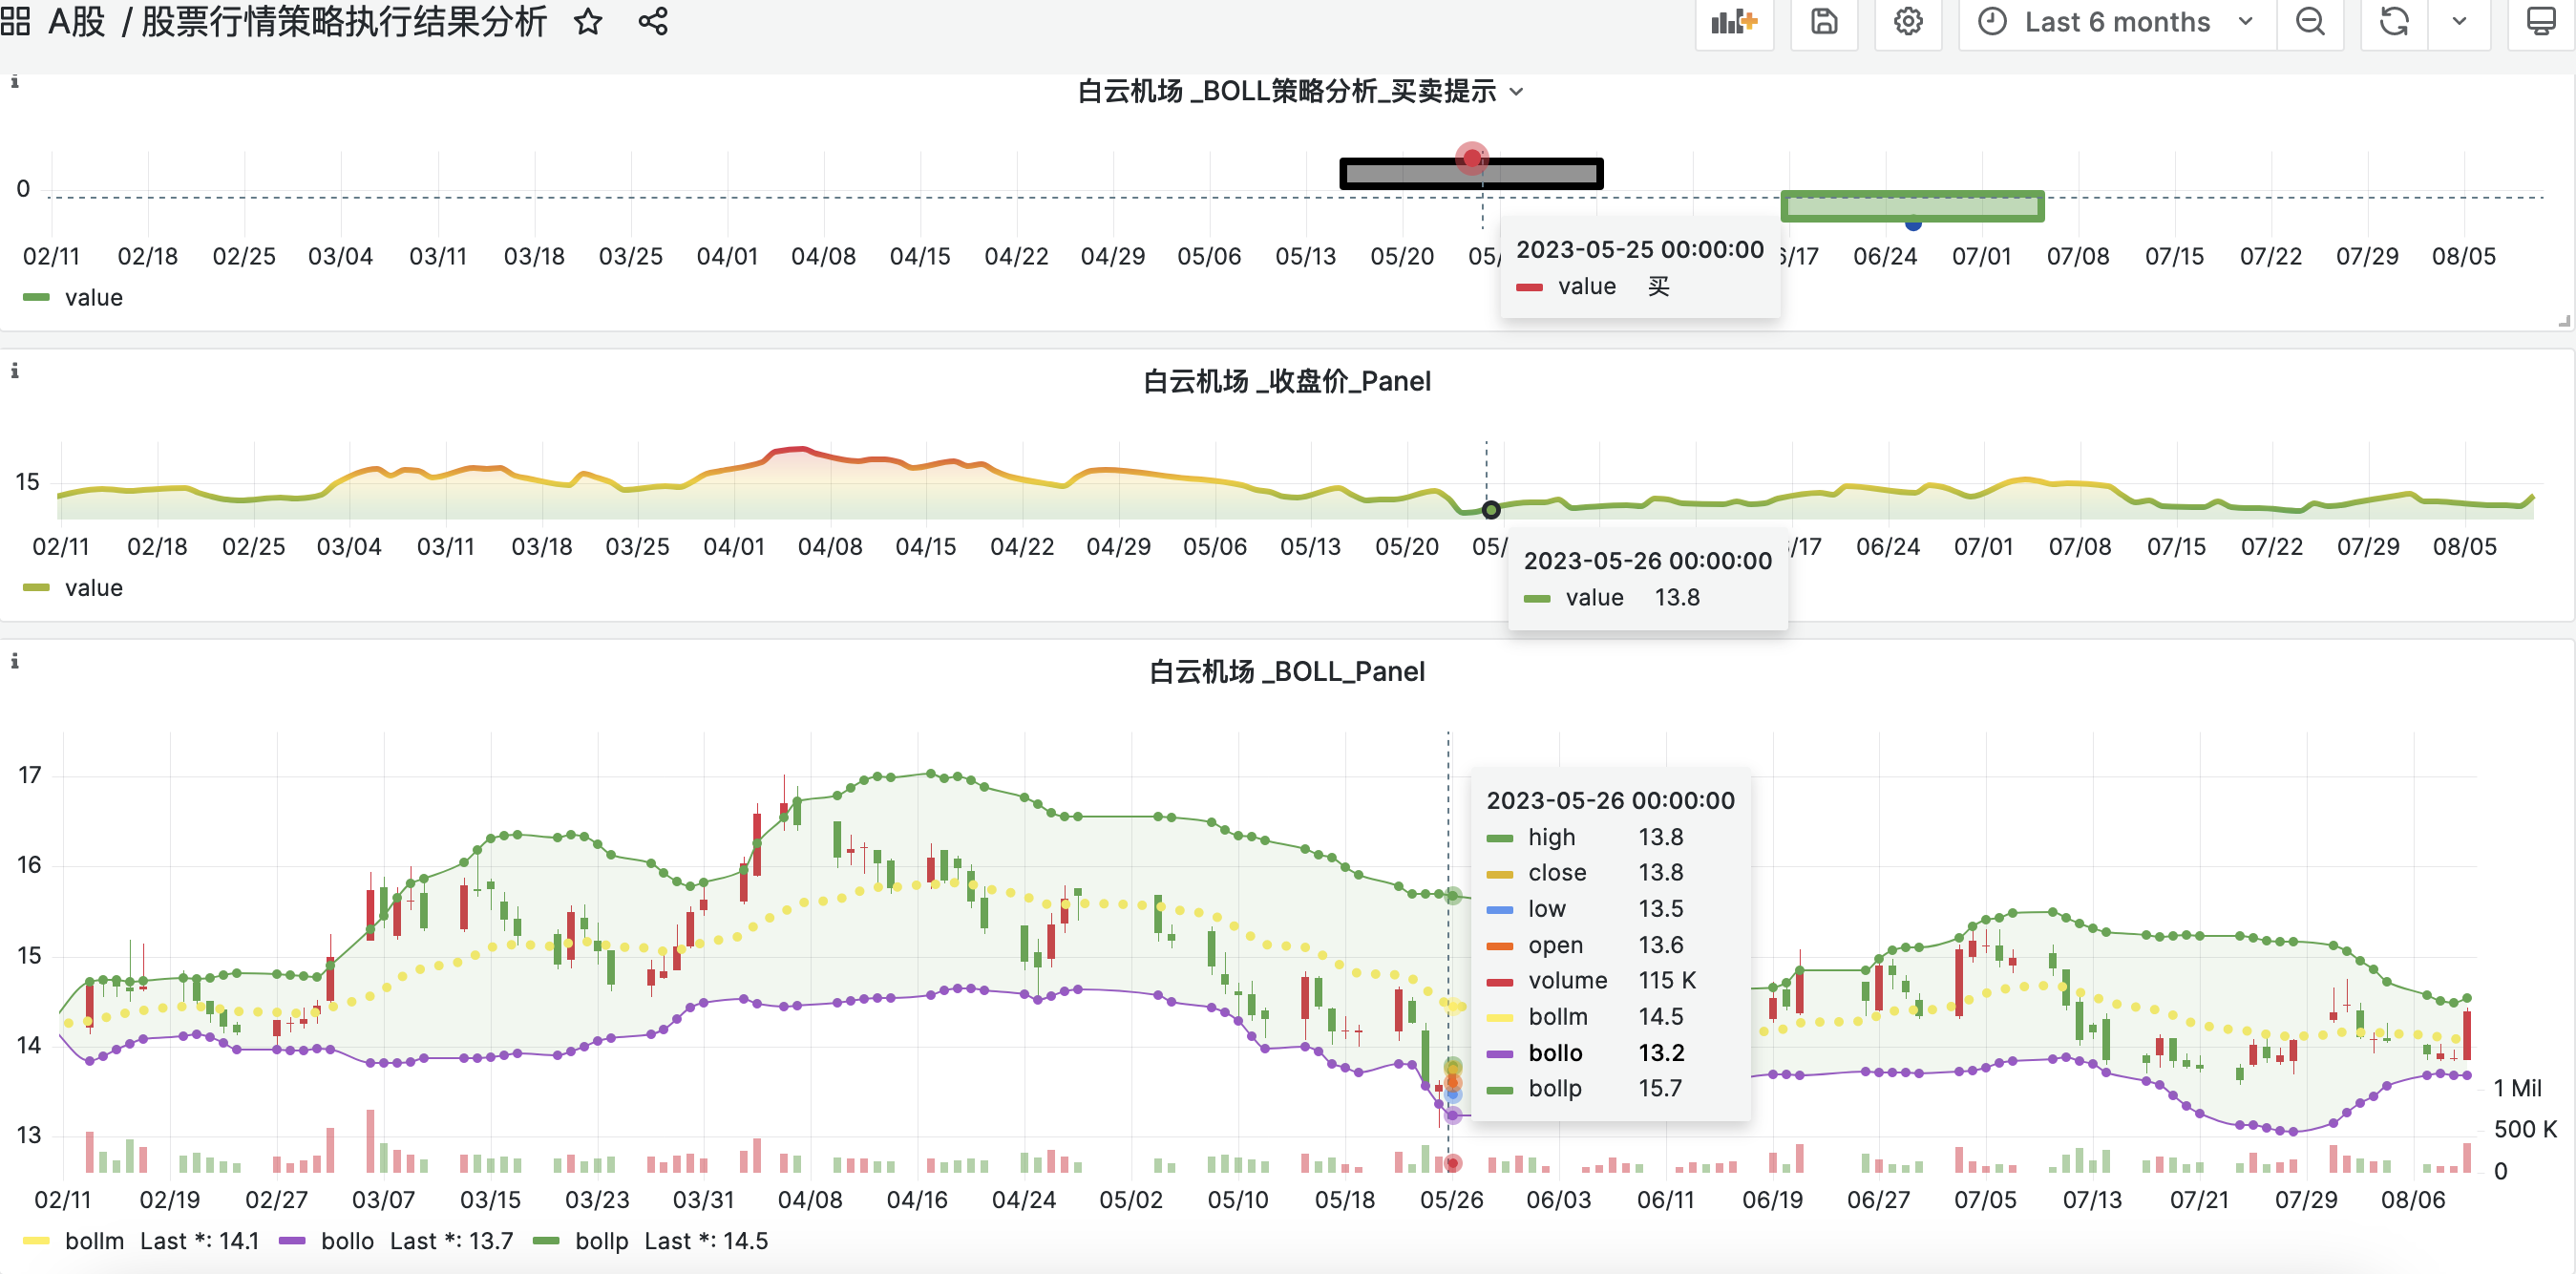 A股 / 股票行情策略执行结果分析
Last 6 months
白云机场 _BOLL策略分析_买卖提示
0
02/11 02/18 02/25 03/04 03/11 03/18 03/25 04/01 04/08 04/15 04/22 04/29 05/06 05/13 05/20 05/ 6/17 06/24 07/01 07/08 07/15 07/22 07/29 08/05
2023-05-25 00:00:00
value 买
value
白云机场 _收盘价_Panel
15
02/11 02/18 02/25 03/04 03/11 03/18 03/25 04/01 04/08 04/15 04/22 04/29 05/06 05/13 05/20 05/ /17 06/24 07/01 07/08 07/15 07/22 07/29 08/05
2023-05-26 00:00:00
value 13.8
value
白云机场 _BOLL_Panel
17
16
15
14
13
2023-05-26 00:00:00
high 13.8
close 13.8
low 13.5
open 13.6
volume 115 K
bollm 14.5
bollo 13.2
bollp 15.7
1 Mil
500 K
0
02/11 02/19 02/27 03/07 03/15 03/23 03/31 04/08 04/16 04/24 05/02 05/10 05/18 05/26 06/03 06/11 06/19 06/27 07/05 07/13 07/21 07/29 08/06
bollm Last *: 14.1 bollo Last *: 13.7 bollp Last *: 14.5